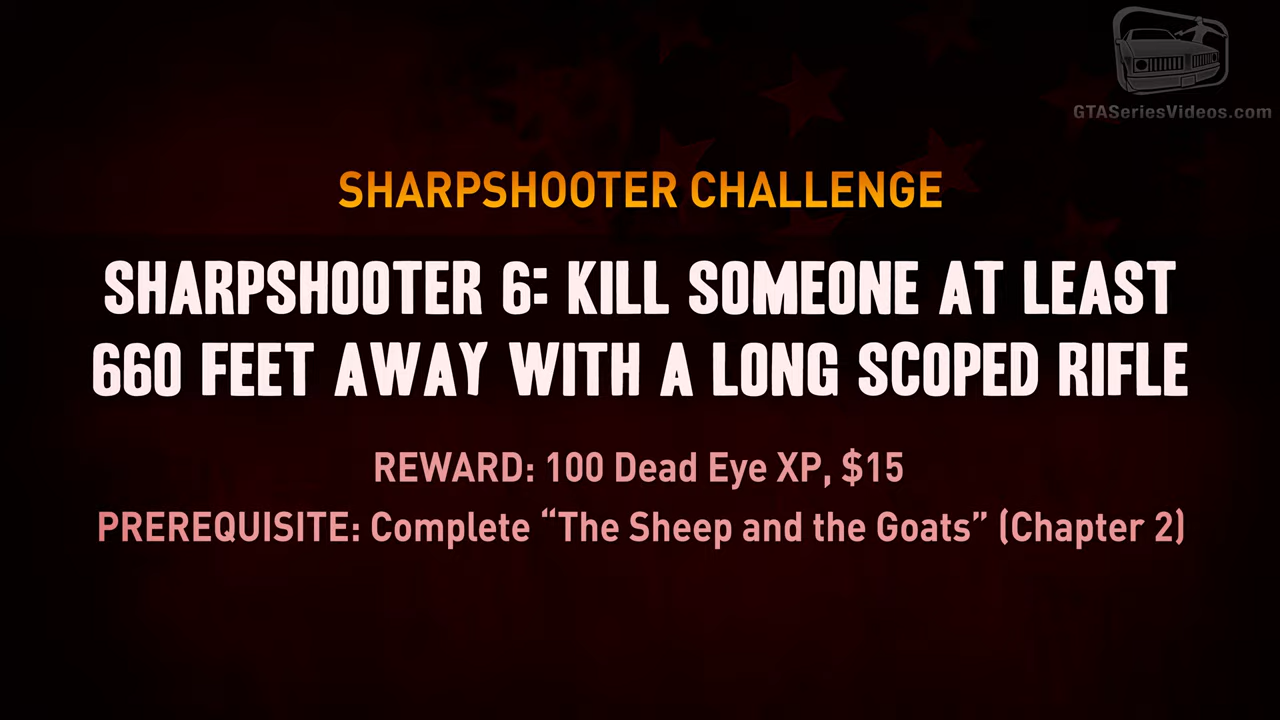 GTASeriesVideos.com
SHARPSHOOTER CHALLENGE
SHARPSHOOTER 6: KILL SOMEONE AT LEAST
660 FEET AWAY WITH A LONG SCOPED RIFLE
REWARD: 100 Dead Eye XP, $15
PREREQUISITE: Complete “The Sheep and the Goats” (Chapter 2)